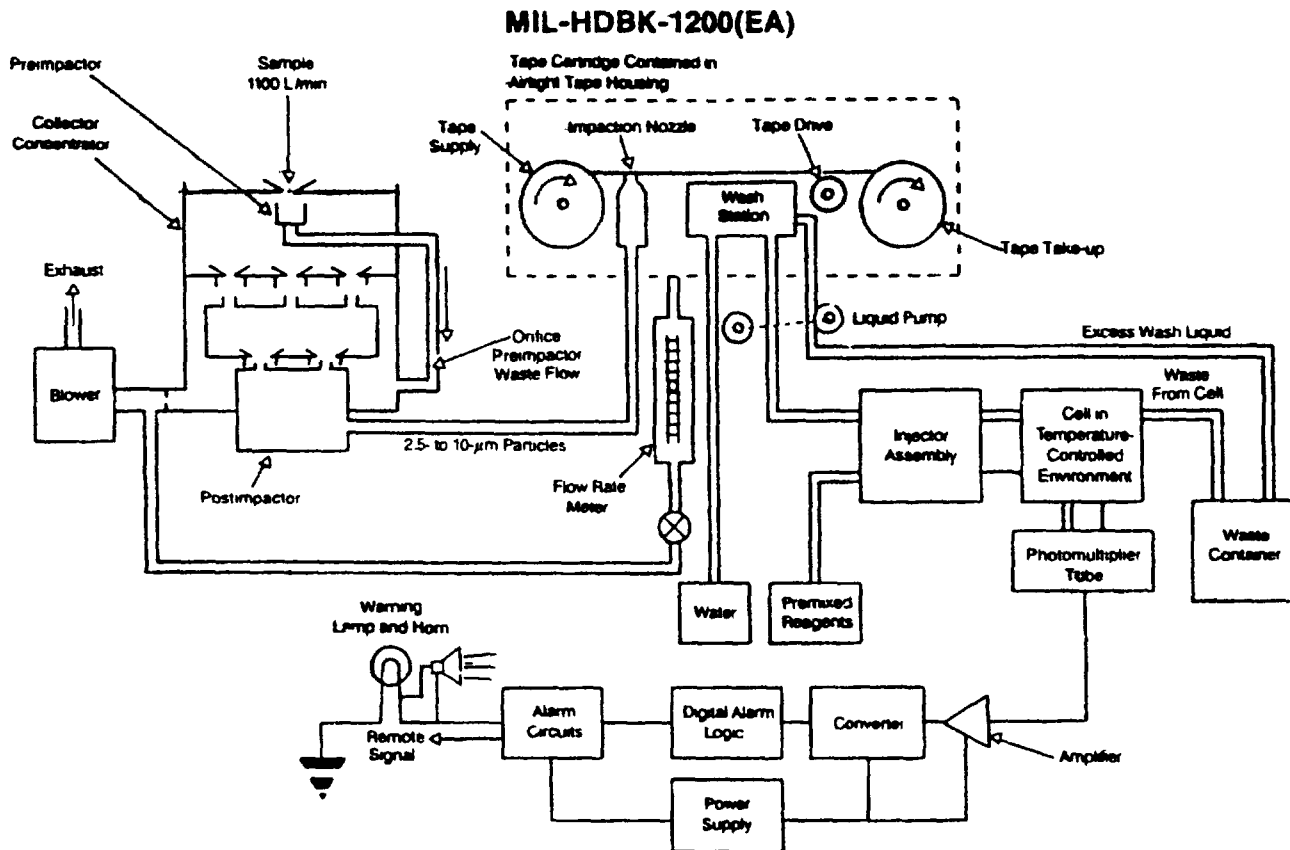 MIL-HDBK-1200(EA)
Preimpactor
Sample
1100 L/min
Tape Cartridge Contained in
Airtight Tape Housing
Collector
Concentrator
Tape
Supply
Impaction Nozzle
Tape Drive
Wash
Station
Tape Take-up
Exhaust
Liquid Pump
Orifice
Preimpactor
Waste Flow
Excess Wash Liquid
Blower
Waste
From Cell
2.5- to 10-μm Particles
Injector
Assembly
Cell in
Temperature-
Controlled
Environment
Postimpactor
Flow Rate
Meter
Waste
Container
Photomultiplier
Tube
Water
Premixed
Reagents
Warning
Lamp and Horn
Alarm
Circuits
Digital Alarm
Logic
Converter
Remote
Signal
Amplifier
Power
Supply